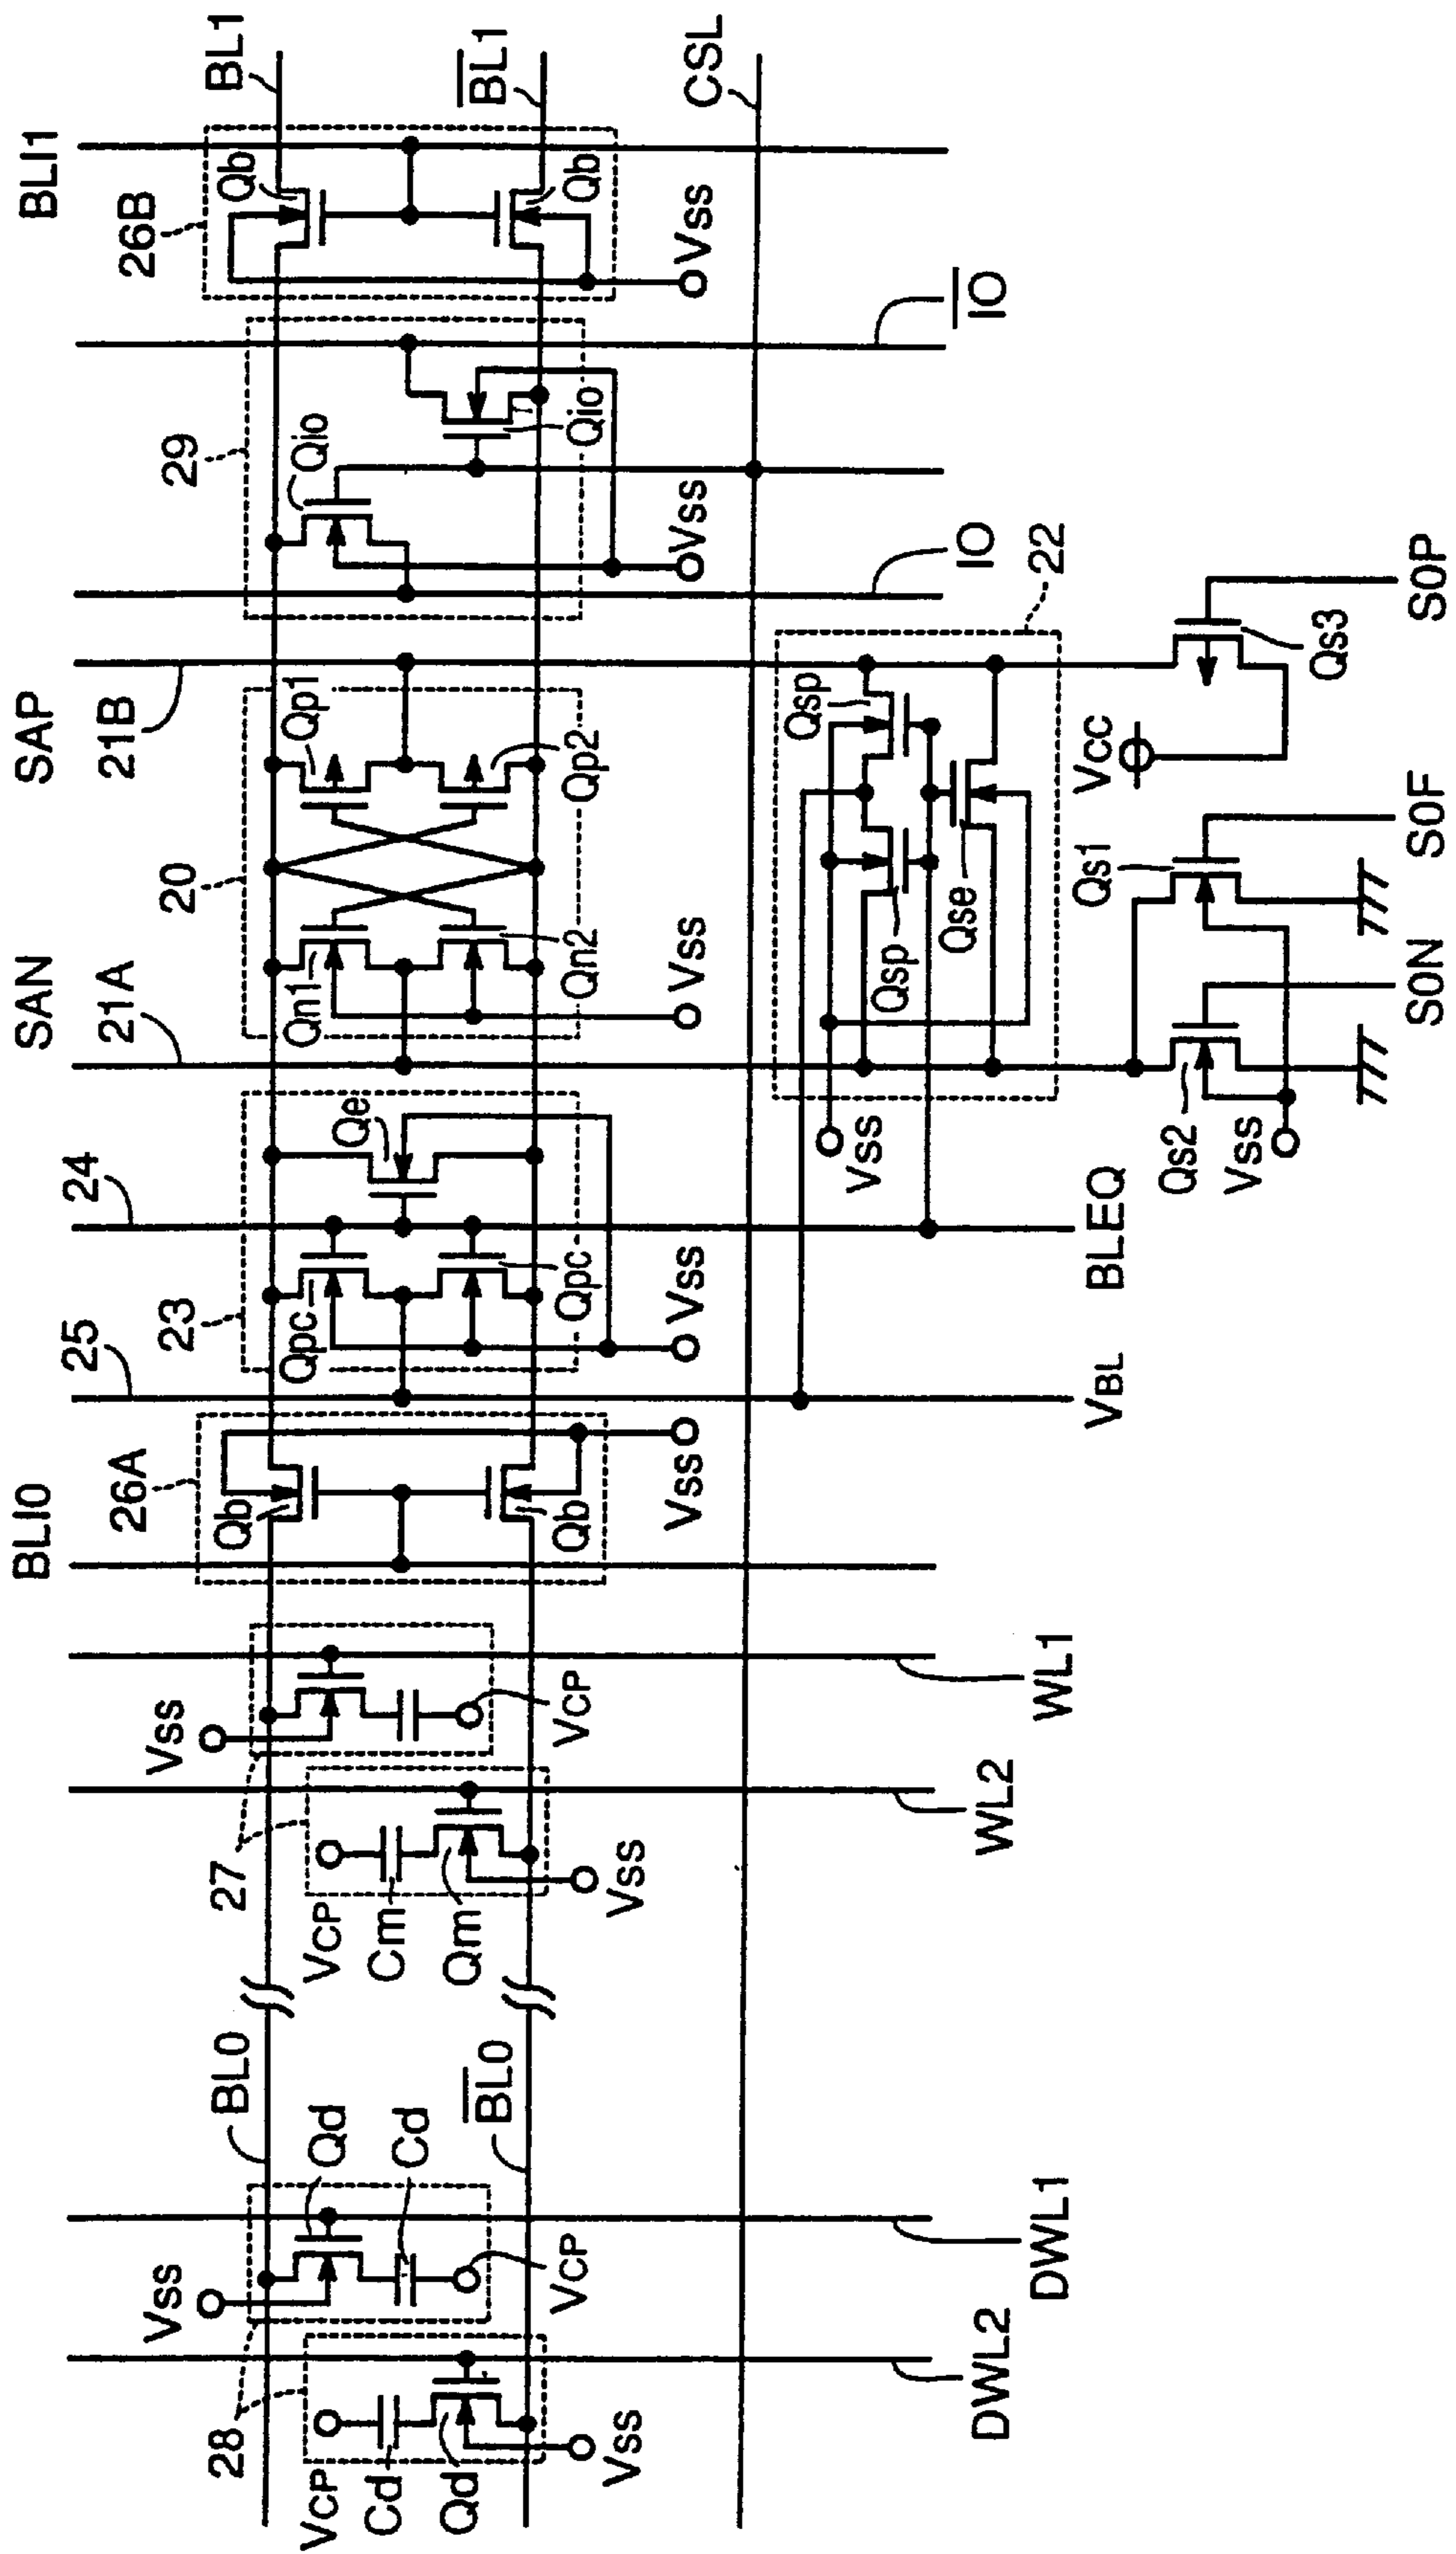 BLI0
SAN
SAP
BLI1
25
24
21A
21B
26A
26B
Vss
Vss
23
20
29
BL0
BL1
28
27
Qb
Qb
Qpc
Qn1
Qp1
Qio
VCP
Qd
VCP
Qe
Cd
Cd
Cm
Qd
B̅L̅0̅
Qm
B̅L̅1̅
VCP
VCP
Qb
Qpc
Qn2
Qp2
Qio
Qb
Vss
Vss
Vss
Vss
Vss
Vss
Vss
CSL
Qsp
Vss
Qsp
Qse
DWL2
WL2
IO
I̅O̅
DWL1
WL1
22
VBL
BLEQ
Qs1
Vcc
Qs2
Vss
Qs3
S0N
S0F
S0P